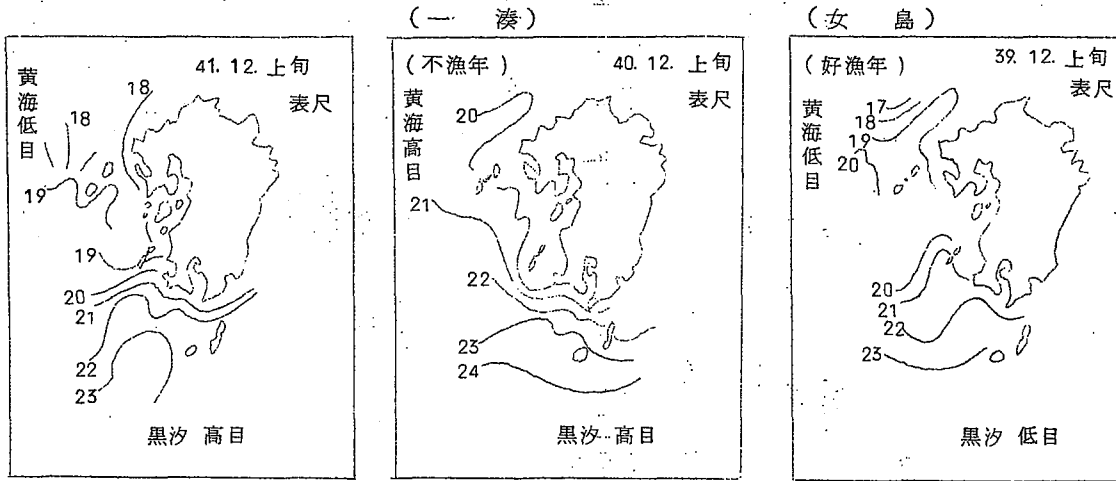 (一 湊)
(女 島)
41.12.上旬
表尺
黄海低目
18
18
19
19
20
21
22
23
黒汐 高目
(不漁年)
40.12.上旬
表尺
黄海高目
20
21
22
23
24
黒汐 高目
(好漁年)
39.12.上旬
表尺
黄海低目
17
18
19
20
20
21
22
23
黒汐 低目